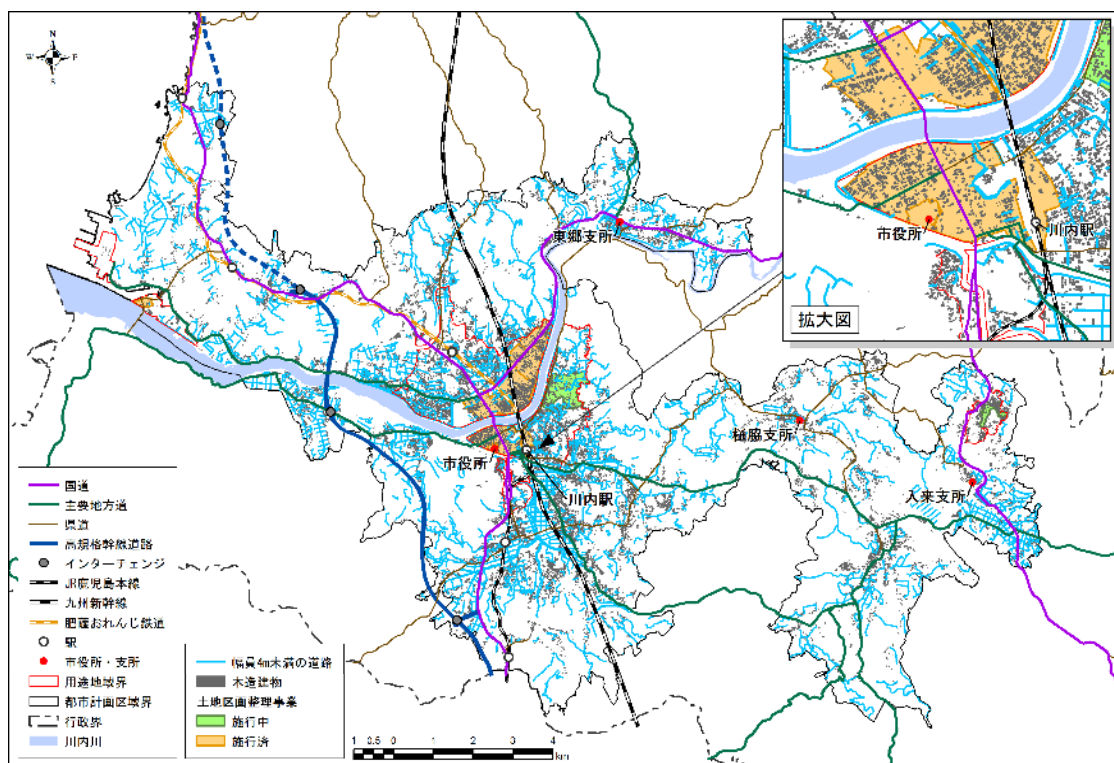 N
W E
S
東郷支所
市役所
川内駅
樋脇支所
入来支所
市役所
川内駅
拡大図
国道
主要地方道
県道
高規格幹線道路
インターチェンジ
JR鹿児島本線
九州新幹線
肥薩おれんじ鉄道
駅
市役所・支所
用途地域界
都市計画区域界
行政界
川内川
幅員4m未満の道路
木造建物
土地区画整理事業
施行中
施行済
1 0.5 0 1 2 3 4
km